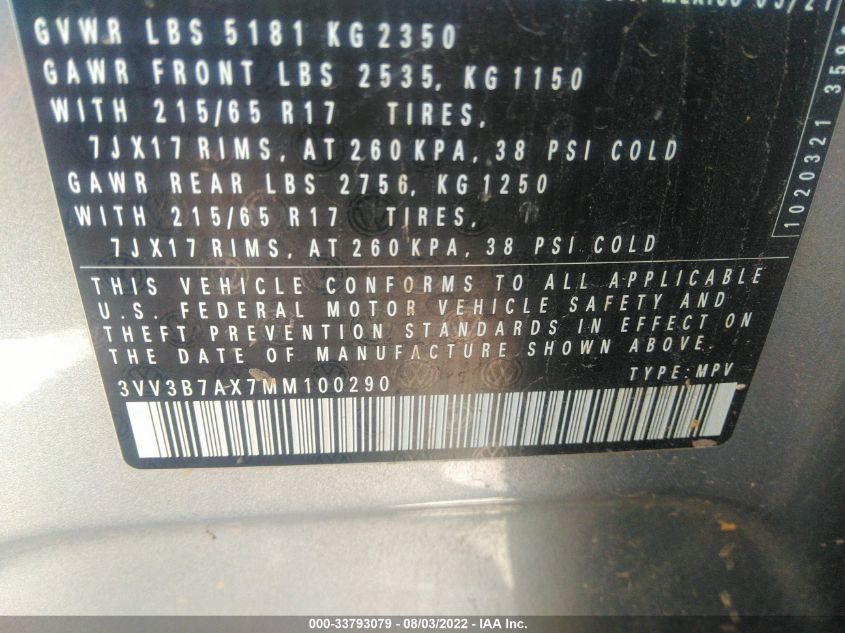 MEXICO 03/21
GVWR LBS 5181 KG 2350
GAWR FRONT LBS 2535, KG 1150
WITH 215/65 R17 TIRES,
7JX17 RIMS, AT 260 KPA, 38 PSI COLD
GAWR REAR LBS 2756, KG 1250
WITH 215/65 R17 TIRES,
7JX17 RIMS, AT 260 KPA, 38 PSI COLD
THIS VEHICLE CONFORMS TO ALL APPLICABLE
U.S. FEDERAL MOTOR VEHICLE SAFETY AND
THEFT PREVENTION STANDARDS IN EFFECT ON
THE DATE OF MANUFACTURE SHOWN ABOVE.
3VV3B7AX7MM100290 TYPE:MPV
1020321
000-33793079 - 08/03/2022 - IAA Inc.